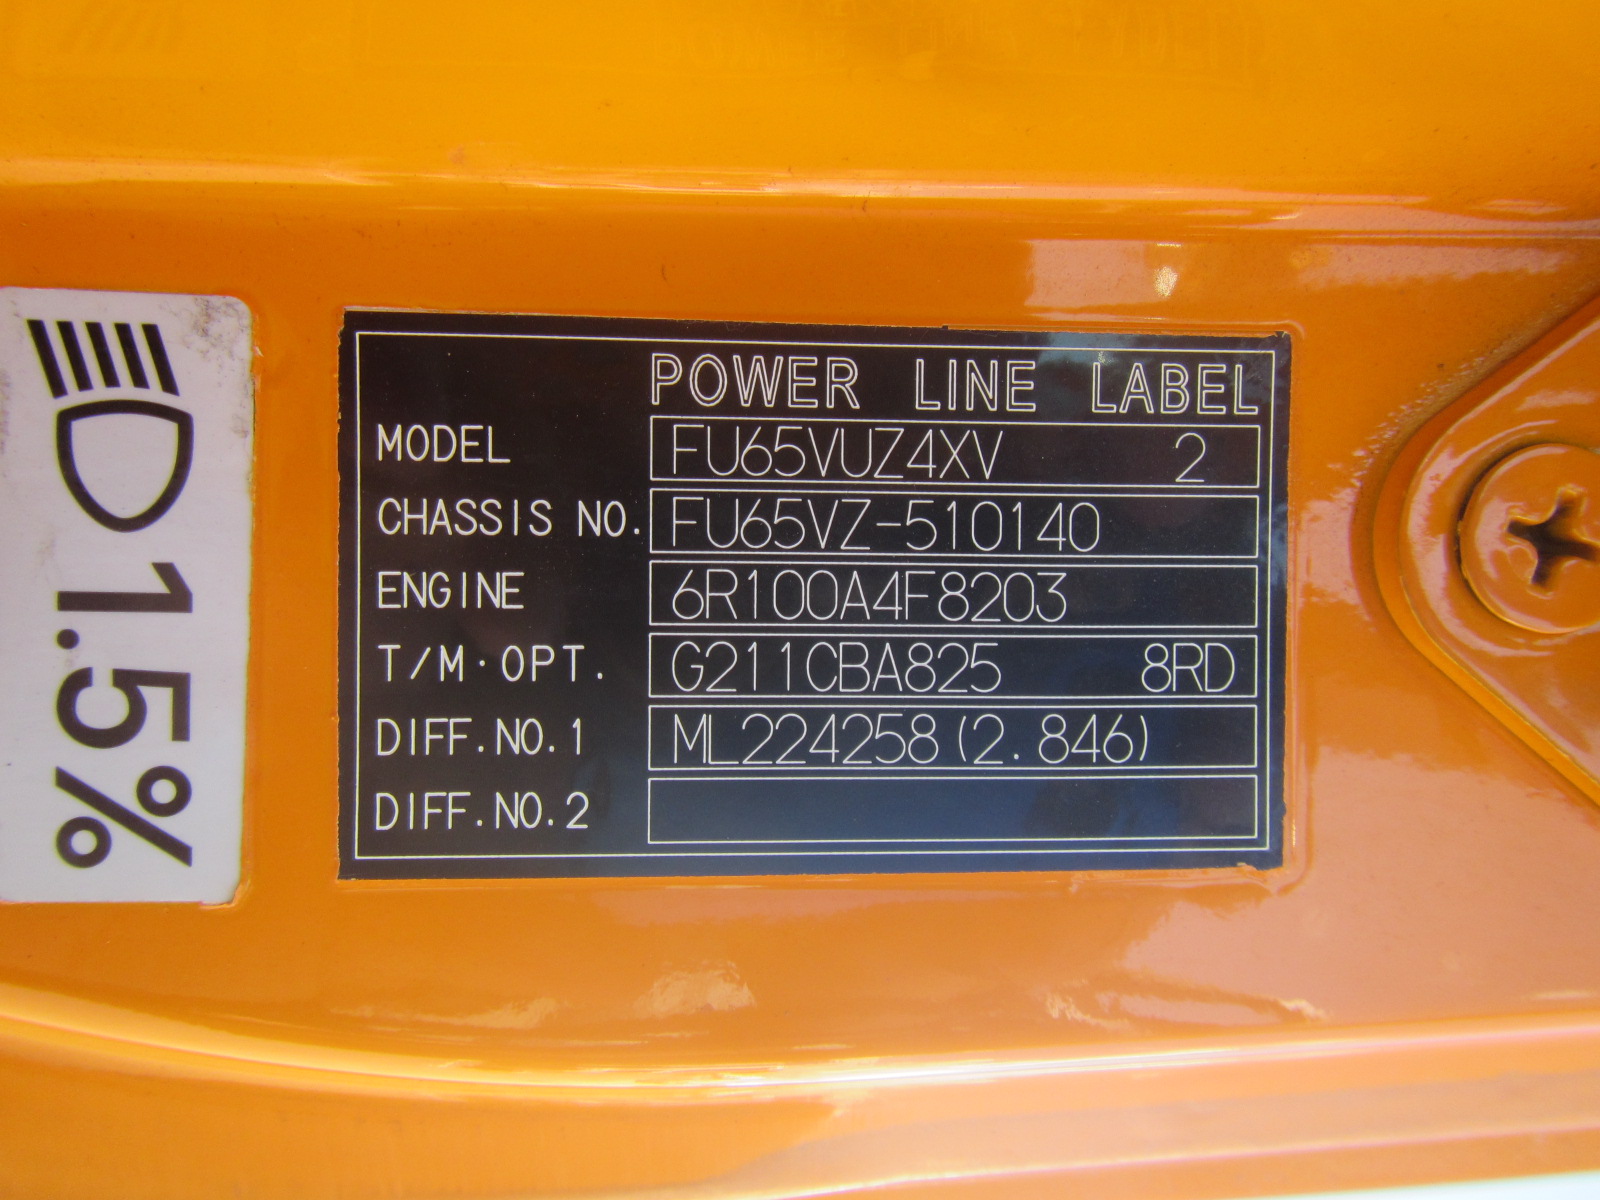 POWER LINE LABEL
MODEL FU65VUZ4XV 2
CHASSIS NO. FU65VZ-510140
ENGINE 6R100A4F8203
T/M·OPT. G211CBA825 8RD
DIFF.NO.1 ML224258(2.846)
DIFF.NO.2
1.5%